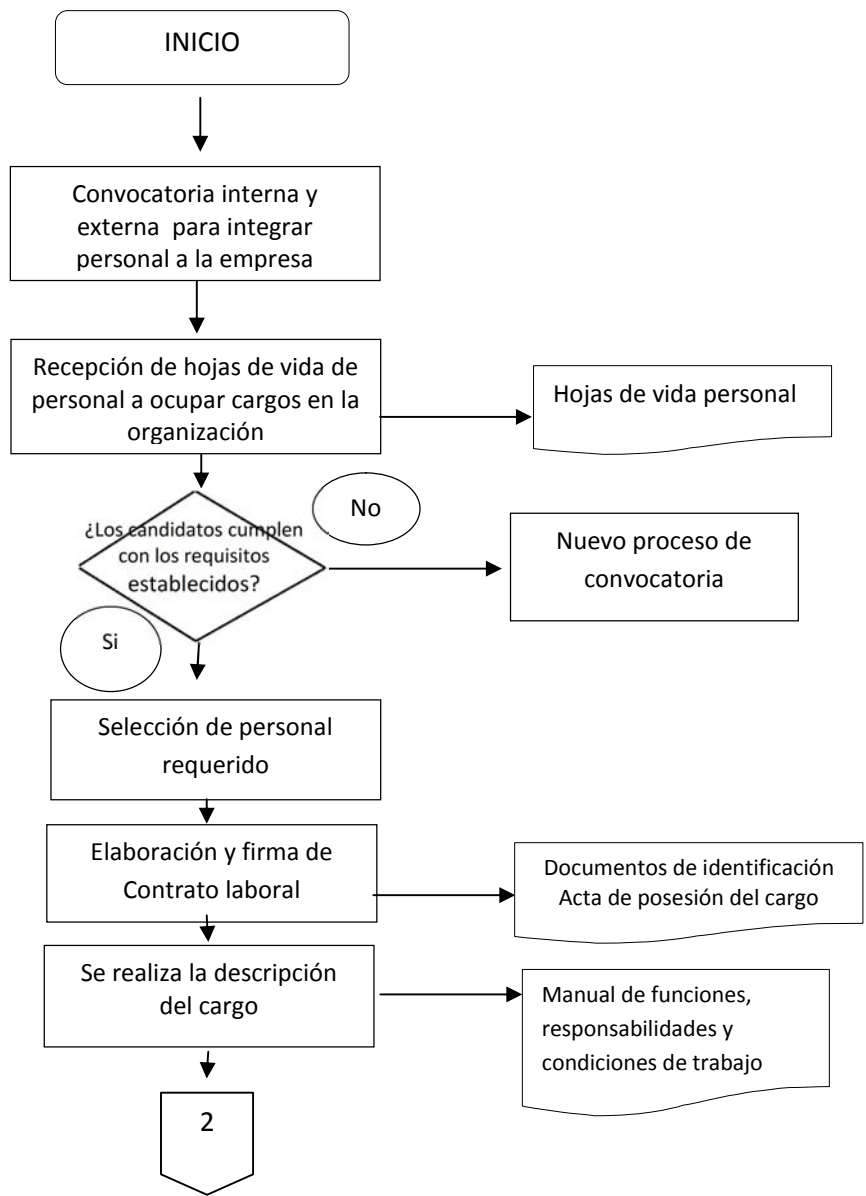 INICIO
Convocatoria interna y
externa para integrar
personal a la empresa
Recepción de hojas de vida de
personal a ocupar cargos en la
organización
Hojas de vida personal
No
¿Los candidatos cumplen
con los requisitos
establecidos?
Nuevo proceso de
convocatoria
Si
Selección de personal
requerido
Elaboración y firma de
Contrato laboral
Documentos de identificación
Acta de posesión del cargo
Se realiza la descripción
del cargo
Manual de funciones,
responsabilidades y
condiciones de trabajo
2